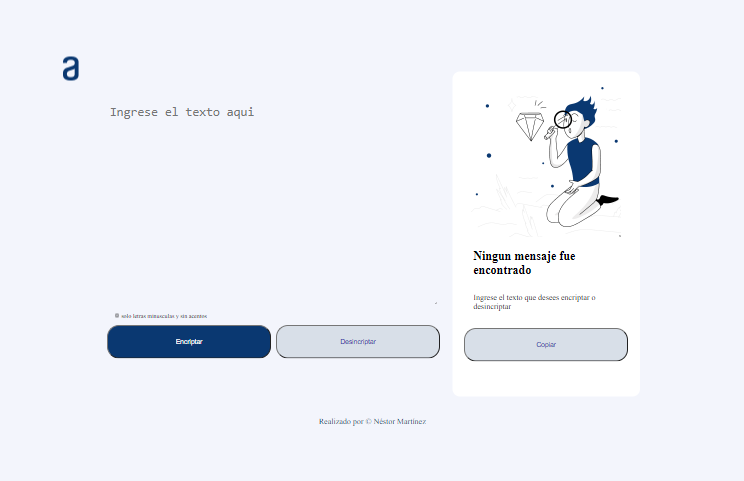 a
Ingrese el texto aqui
solo letras minusculas y sin acentos
Encriptar
Desincriptar
Ningun mensaje fue
encontrado
Ingrese el texto que desees encriptar o
desincriptar
Copiar
Realizado por © Néstor Martínez